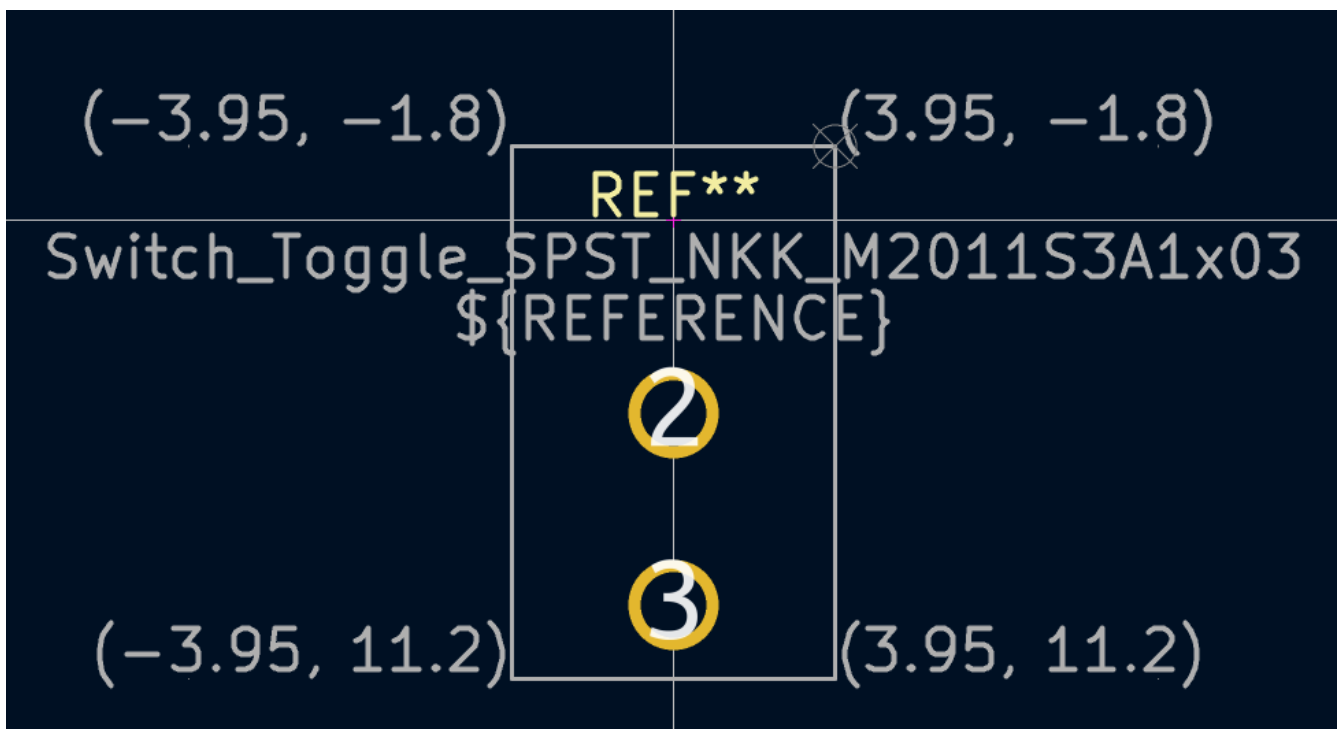 (−3.95, −1.8) (3.95, −1.8)
REF**
Switch_Toggle_SPST_NKK_M2011S3A1x03
${REFERENCE}
2
3
(−3.95, 11.2) (3.95, 11.2)